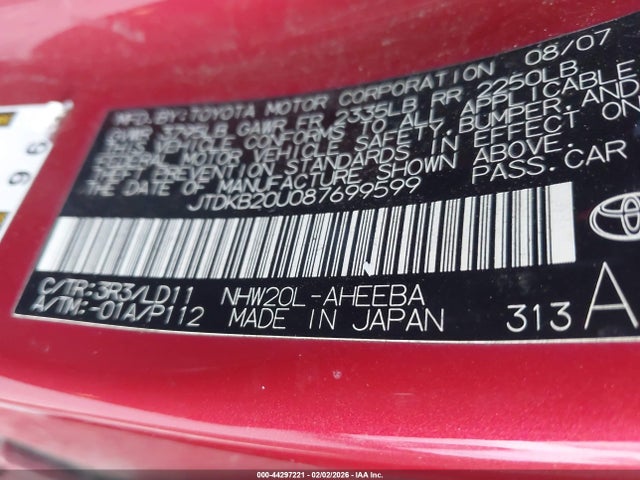 MFD.BY:TOYOTA MOTOR CORPORATION 08/07
GVWR 3795LB GAWR FR 2335LB RR 2250LB
THIS VEHICLE CONFORMS TO ALL APPLICABLE
FEDERAL MOTOR VEHICLE SAFETY,BUMPER,AND
THEFT PREVENTION STANDARDS IN EFFECT ON
THE DATE OF MANUFACTURE SHOWN ABOVE.
JTDKB20U087699599 PASS.CAR
TOYOTA
C/TR:3R3/LD11 NHW20L-AHEEBA
A/TM:-01A/P112 MADE IN JAPAN 313 A
96
000-44297221 - 02/02/2026 - IAA Inc.